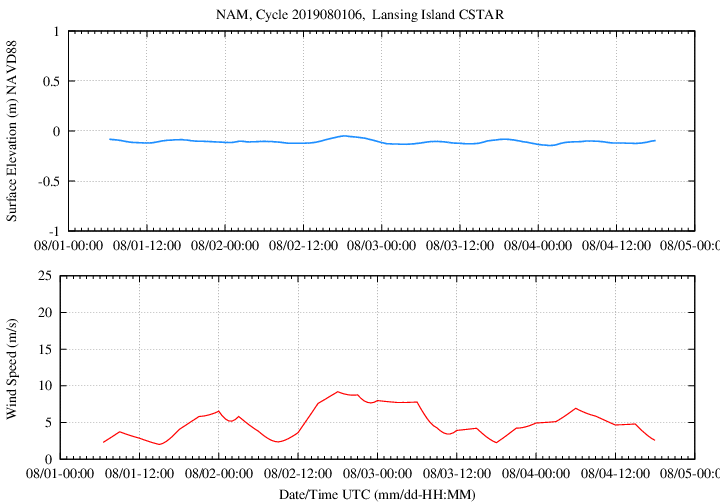 NAM, Cycle 2019080106, Lansing Island CSTAR
Surface Elevation (m) NAVD88
1
0.5
0
-0.5
-1
08/01-00:00 08/01-12:00 08/02-00:00 08/02-12:00 08/03-00:00 08/03-12:00 08/04-00:00 08/04-12:00 08/05-00:0
Wind Speed (m/s)
25
20
15
10
5
0
08/01-00:00 08/01-12:00 08/02-00:00 08/02-12:00 08/03-00:00 08/03-12:00 08/04-00:00 08/04-12:00 08/05-00:0
Date/Time UTC (mm/dd-HH:MM)